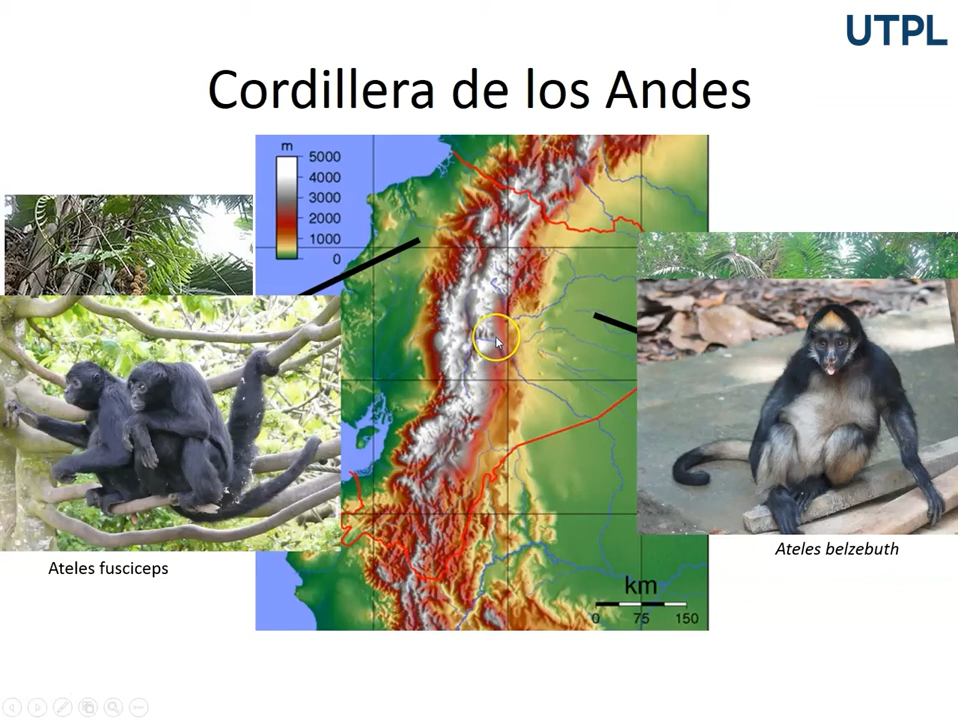 UTPL
Cordillera de los Andes
m
5000
4000
3000
2000
1000
0
Ateles belzebuth
Ateles fusciceps
km
0 75 150